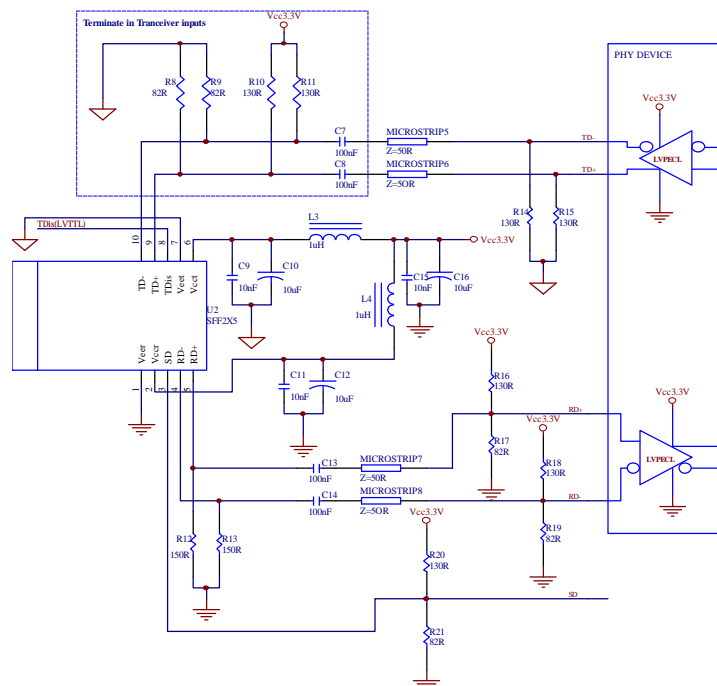 Terminate in Tranceiver inputs
Vcc3.3V
R8
82R
R9
82R
R10
130R
R11
130R
PHY DEVICE
Vcc3.3V
LVPECL
C7
100nF
MICROSTRIP5
Z=50R
TD-
C8
100nF
MICROSTRIP6
Z=5OR
TD+
R14
130R
R15
130R
TDis(LVTTL)
10
9
8
7
6
TD-
TD+
TDis
Veet
Vcct
L3
1uH
Vcc3.3V
C9
10nF
C10
10uF
C15
10nF
C16
10uF
L4
1uH
U2
SFF2X5
Veer
Vccr
SD
RD-
RD+
1
2
3
4
5
C11
10nF
C12
10uF
Vcc3.3V
R16
130R
R17
82R
RD+
Vcc3.3V
LVPECL
Vcc3.3V
R18
130R
C13
100nF
MICROSTRIP7
Z=50R
C14
100nF
MICROSTRIP8
Z=5OR
RD-
R19
82R
R12
150R
R13
150R
Vcc3.3V
R20
130R
SD
R21
82R